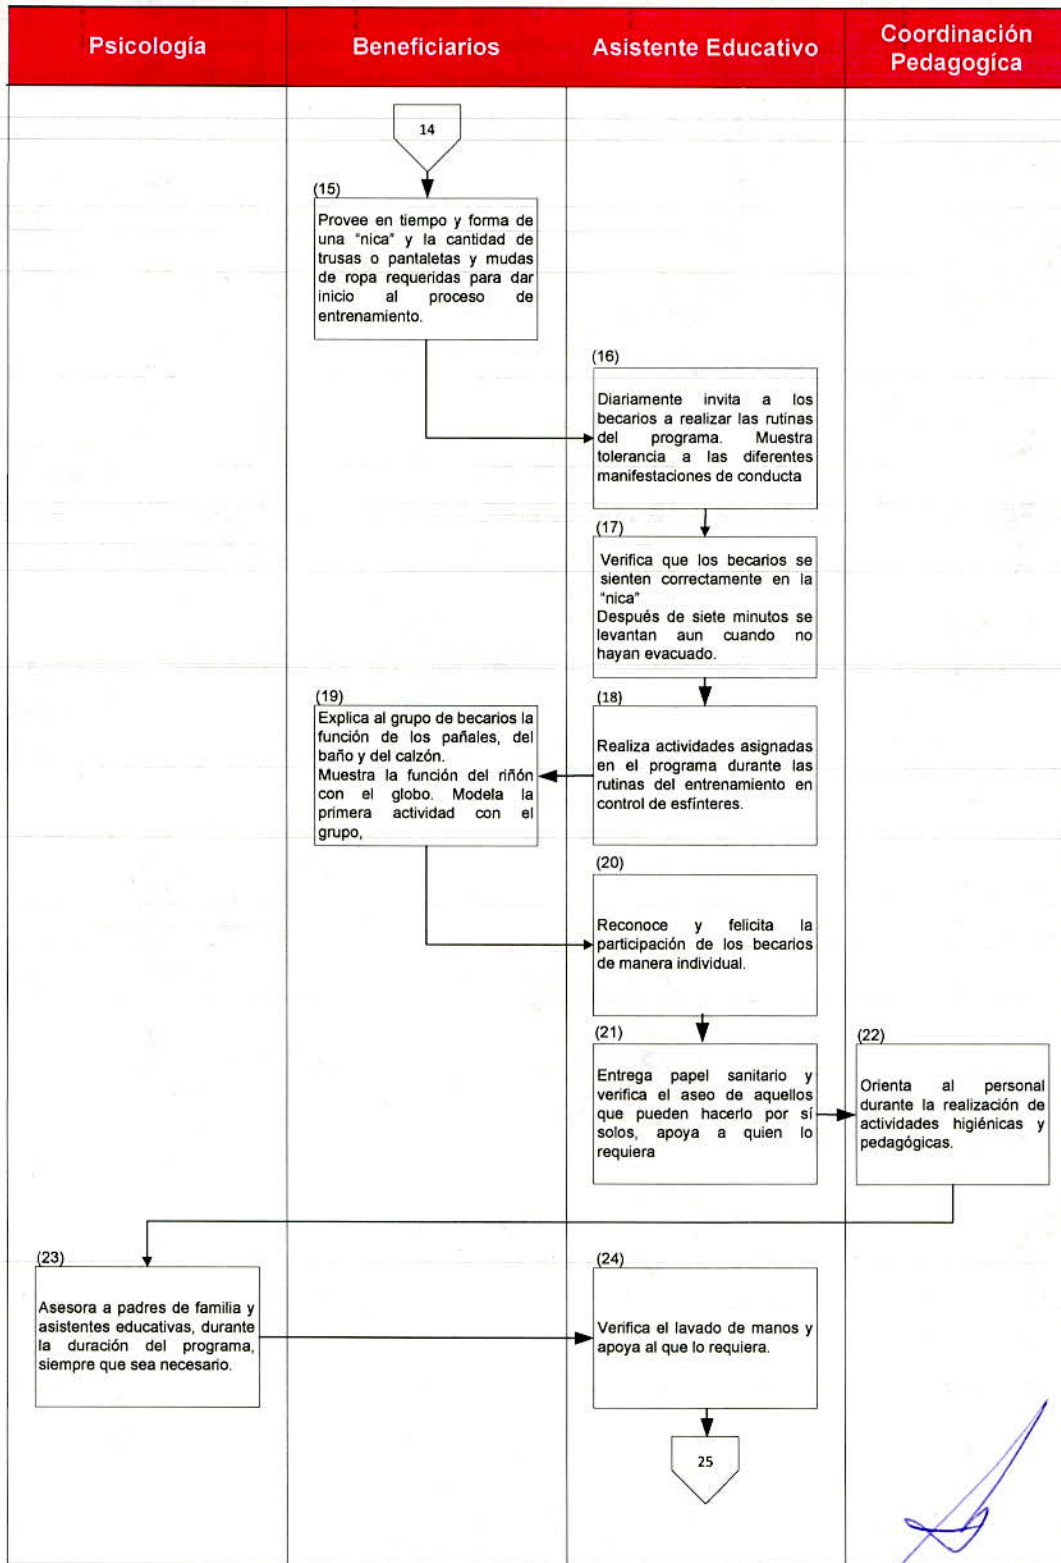 Psicología
Beneficiarios
Asistente Educativo
Coordinación
Pedagogíca
14
(15)
Provee en tiempo y forma de
una "nica" y la cantidad de
trusas o pantaletas y mudas
de ropa requeridas para dar
inicio al proceso de
entrenamiento.
(16)
Diariamente invita a los
becarios a realizar las rutinas
del programa. Muestra
tolerancia a las diferentes
manifestaciones de conducta
(17)
Verifica que los becarios se
sienten correctamente en la
"nica"
Después de siete minutos se
levantan aun cuando no
hayan evacuado.
(18)
Realiza actividades asignadas
en el programa durante las
rutinas del entrenamiento en
control de esfínteres.
(19)
Explica al grupo de becarios la
función de los pañales, del
baño y del calzón.
Muestra la función del riñón
con el globo. Modela la
primera actividad con el
grupo,
(20)
Reconoce y felicita la
participación de los becarios
de manera individual.
(21)
Entrega papel sanitario y
verifica el aseo de aquellos
que pueden hacerlo por sí
solos, apoya a quien lo
requiera
(22)
Orienta al personal
durante la realización de
actividades higiénicas y
pedagógicas.
(23)
Asesora a padres de familia y
asistentes educativas, durante
la duración del programa,
siempre que sea necesario.
(24)
Verifica el lavado de manos y
apoya al que lo requiera.
25